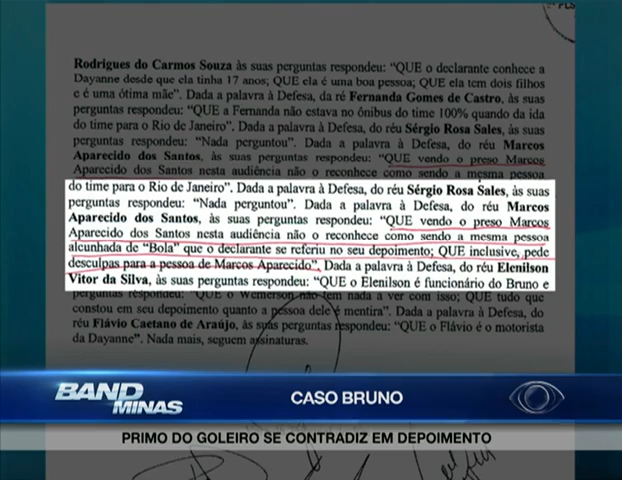 Rodrigues do Carmos Souza às suas perguntas respondeu: “QUE o declarante conhece a
Dayanne desde que ela tinha 17 anos; QUE ela é uma boa pessoa; QUE ela tem dois filhos
e é uma ótima mãe”. Dada a palavra à Defesa, da ré Fernanda Gomes de Castro, às suas
perguntas respondeu: “QUE a Fernanda não estava no ônibus do time 100% quando da ida
do time para o Rio de Janeiro”. Dada a palavra à Defesa, do réu Sérgio Rosa Sales, às suas
perguntas respondeu: “Nada perguntou”. Dada a palavra à Defesa, do réu Marcos
Aparecido dos Santos, às suas perguntas respondeu: “QUE vendo o preso Marcos
Aparecido dos Santos nesta audiência não o reconhece como sendo a mesma pessoa
do time para o Rio de Janeiro”. Dada a palavra à Defesa, do réu Sérgio Rosa Sales, às suas
perguntas respondeu: “Nada perguntou”. Dada a palavra à Defesa, do réu Marcos
Aparecido dos Santos, às suas perguntas respondeu: “QUE vendo o preso Marcos
Aparecido dos Santos nesta audiência não o reconhece como sendo a mesma pessoa
alcunhada de “Bola” que o declarante se referiu no seu depoimento; QUE inclusive, pede
desculpas para a pessoa de Marcos Aparecido”. Dada a palavra à Defesa, do réu Elenilson
Vitor da Silva, às suas perguntas respondeu: “QUE o Elenilson é funcionário do Bruno e
perguntas respondeu: “QUE o Wemerson não tem nada a ver com isso; QUE tudo que
constou em seu depoimento quanto a pessoa dele é mentira”. Dada a palavra à Defesa, do
réu Flávio Caetano de Araújo, às suas perguntas respondeu: “QUE o Flávio é o motorista
da Dayanne”. Nada mais, seguem assinaturas.
BAND
MINAS
CASO BRUNO
PRIMO DO GOLEIRO SE CONTRADIZ EM DEPOIMENTO